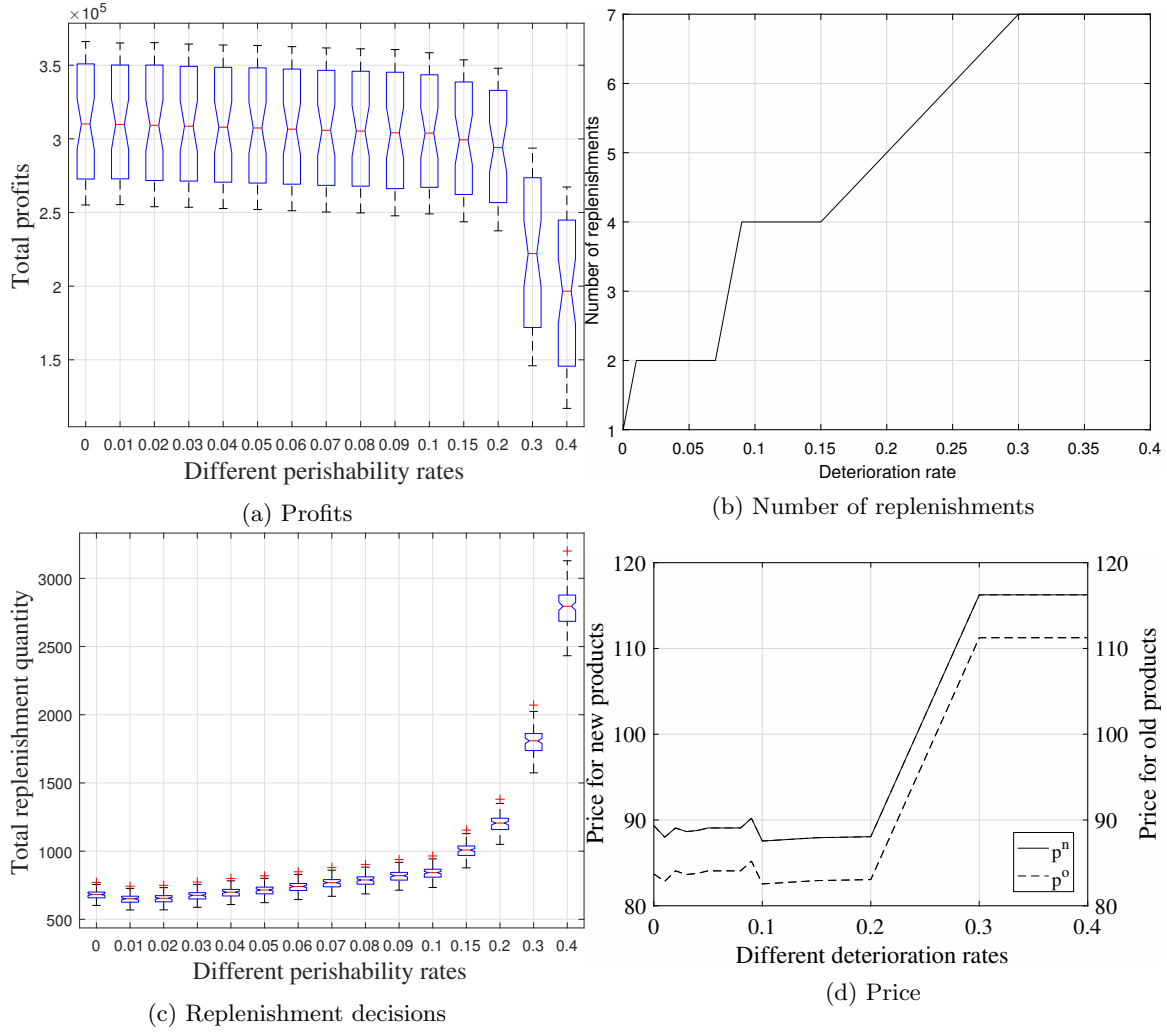 × 10⁵
3.5
3
2.5
2
1.5
Total profits
0 0.01 0.02 0.03 0.04 0.05 0.06 0.07 0.08 0.09 0.1 0.15 0.2 0.3 0.4
Different perishability rates
(a) Profits
7
6
5
4
3
2
1
Number of replenishments
0 0.05 0.1 0.15 0.2 0.25 0.3 0.35 0.4
Deterioration rate
(b) Number of replenishments
3000
2500
2000
1500
1000
500
Total replenishment quantity
0 0.01 0.02 0.03 0.04 0.05 0.06 0.07 0.08 0.09 0.1 0.15 0.2 0.3 0.4
Different perishability rates
(c) Replenishment decisions
120
110
100
90
80
Price for new products
120
110
100
90
80
Price for old products
pⁿ
pᵒ
0 0.1 0.2 0.3 0.4
Different deterioration rates
(d) Price